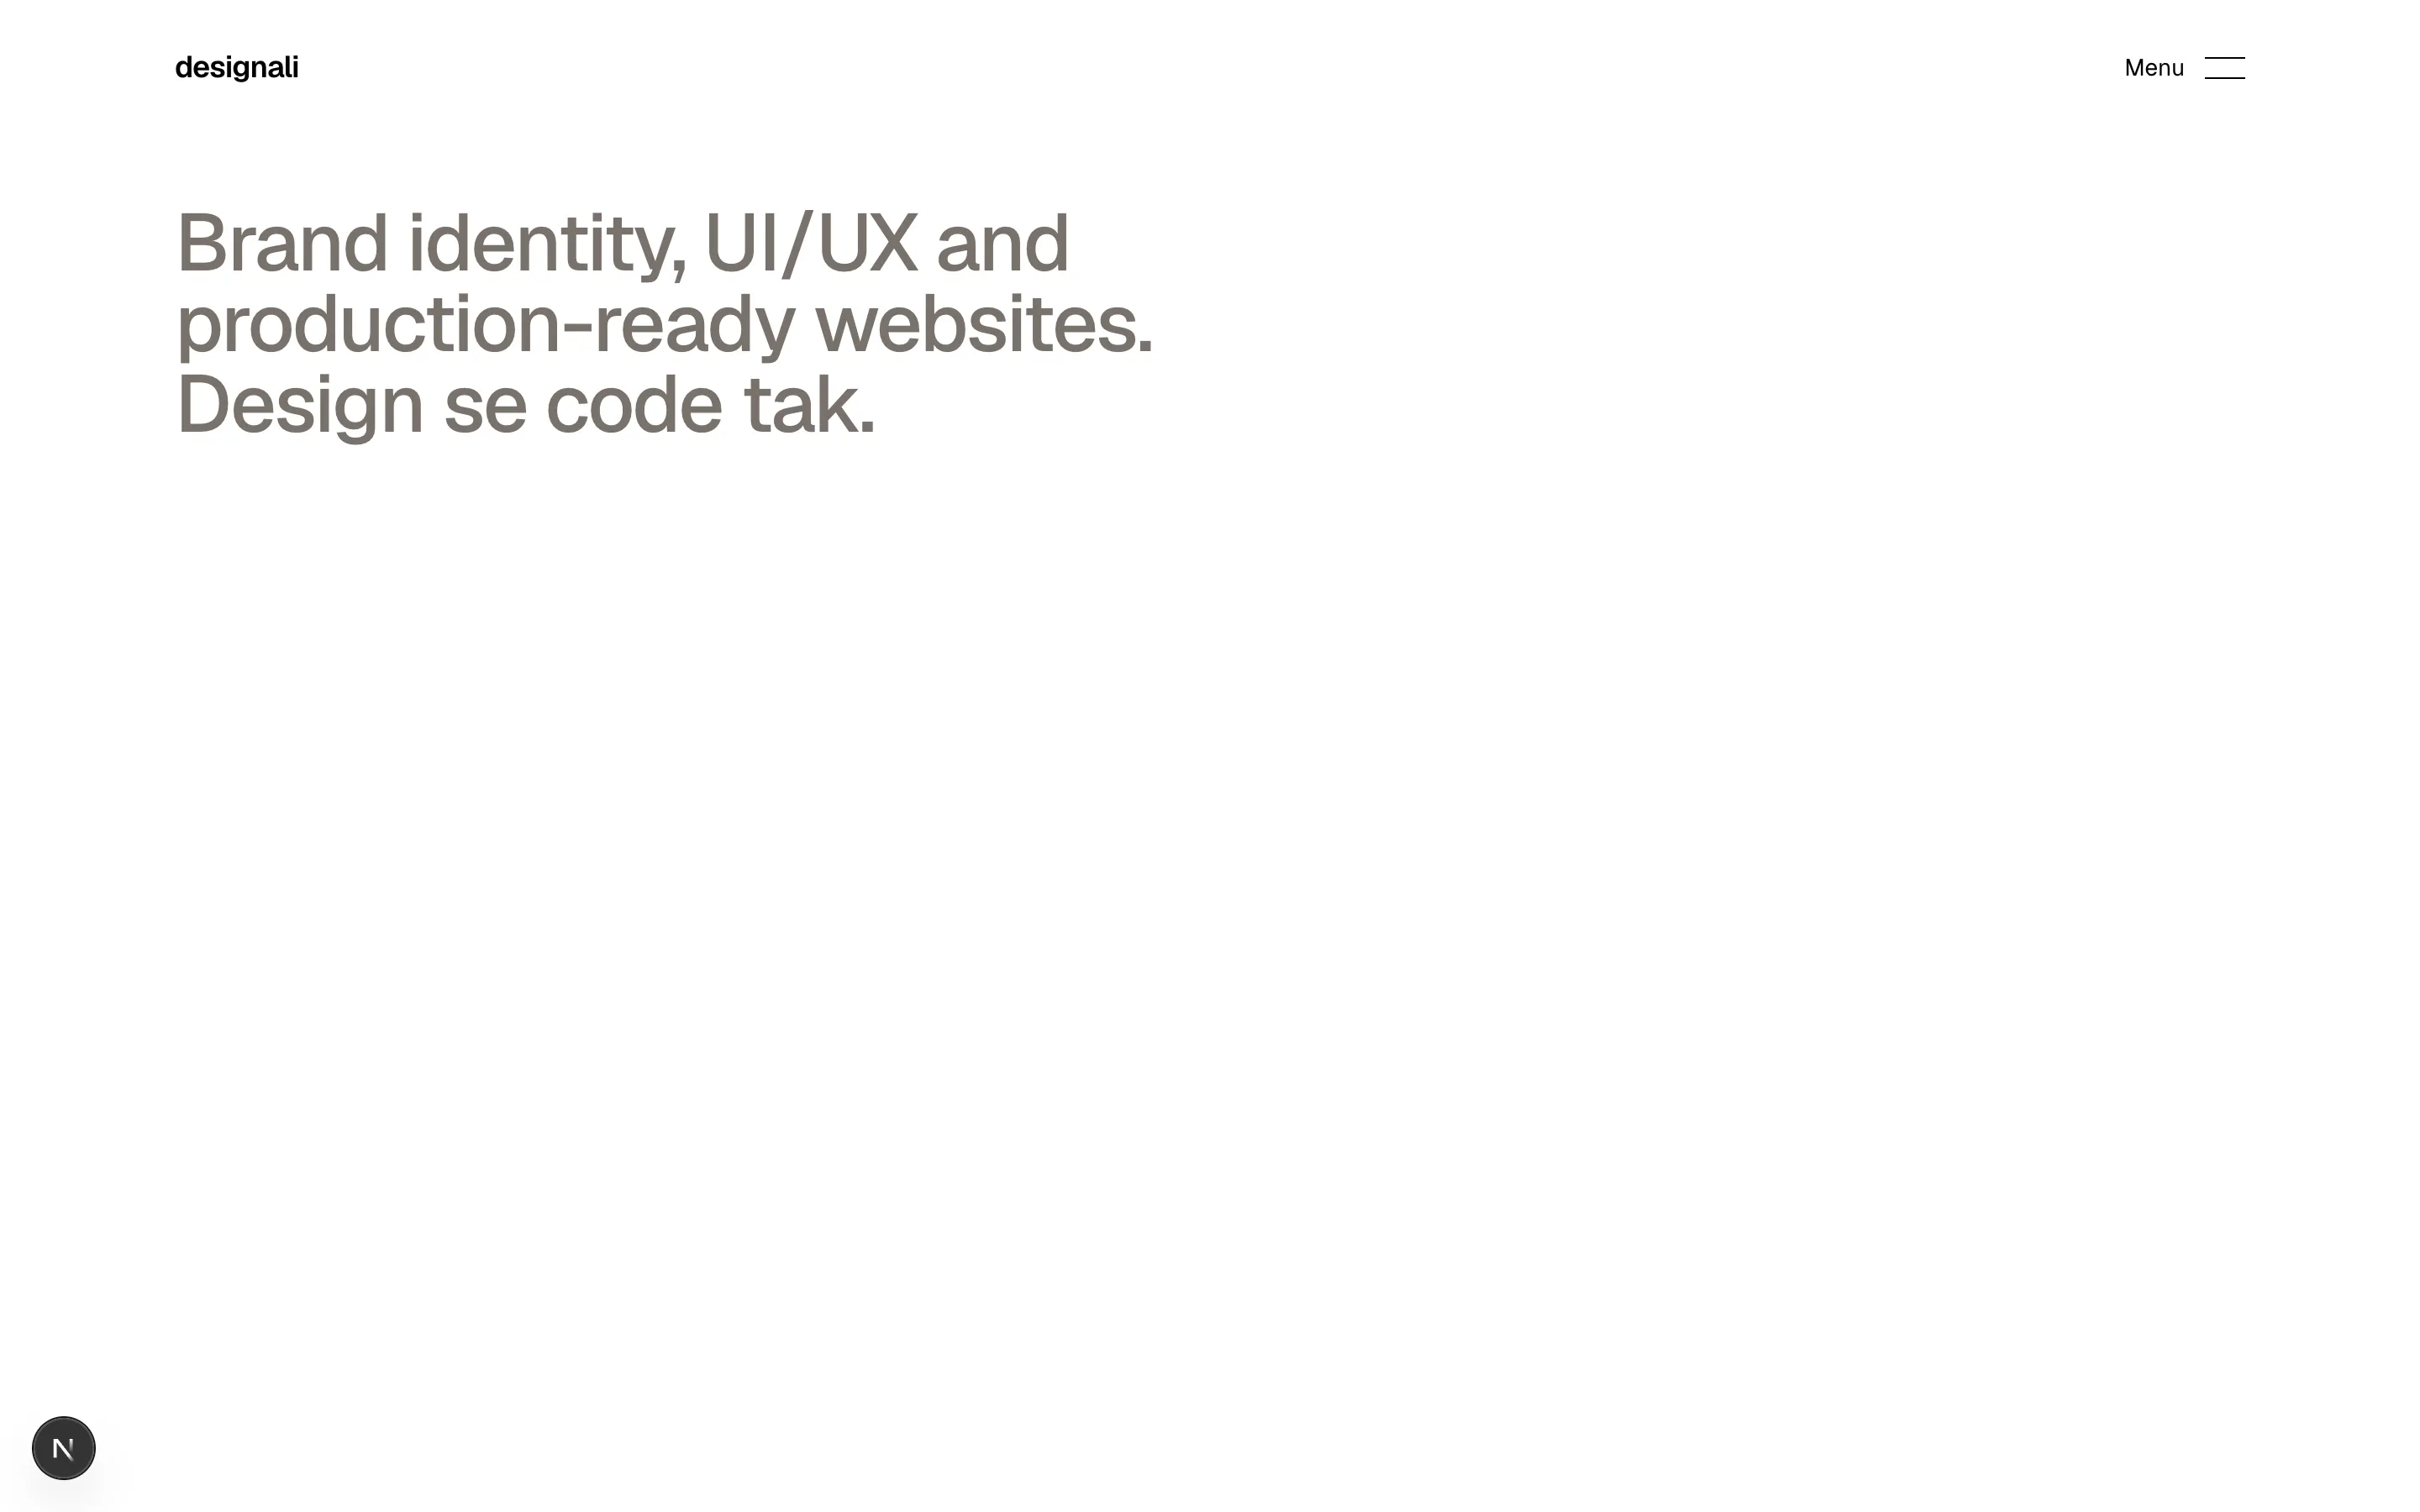 designali
Menu
Brand identity, UI/UX and
production-ready websites.
Design se code tak.
N